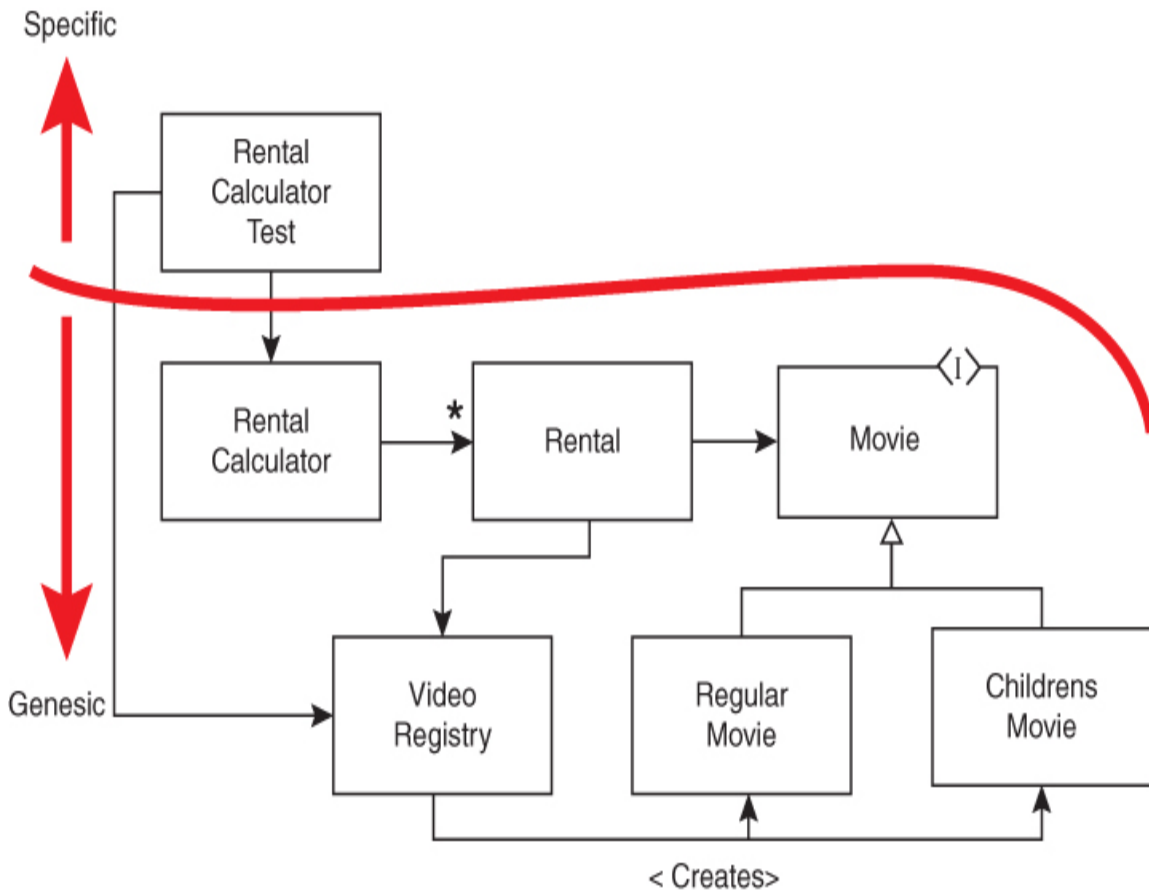 Specific
Rental
Calculator
Test
Rental
Calculator
*
Rental
<I>
Movie
Genesic
Video
Registry
Regular
Movie
Childrens
Movie
< Creates>